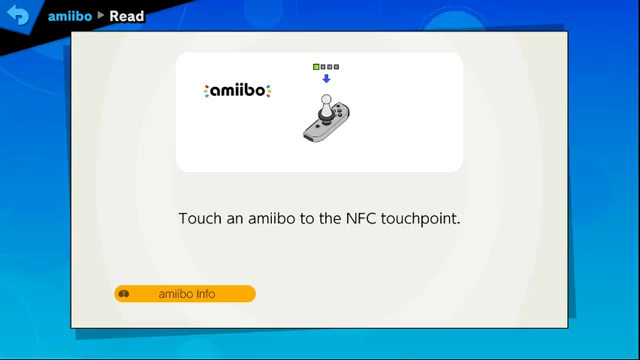 amiibo ▶ Read
amiibo
Touch an amiibo to the NFC touchpoint.
amiibo Info